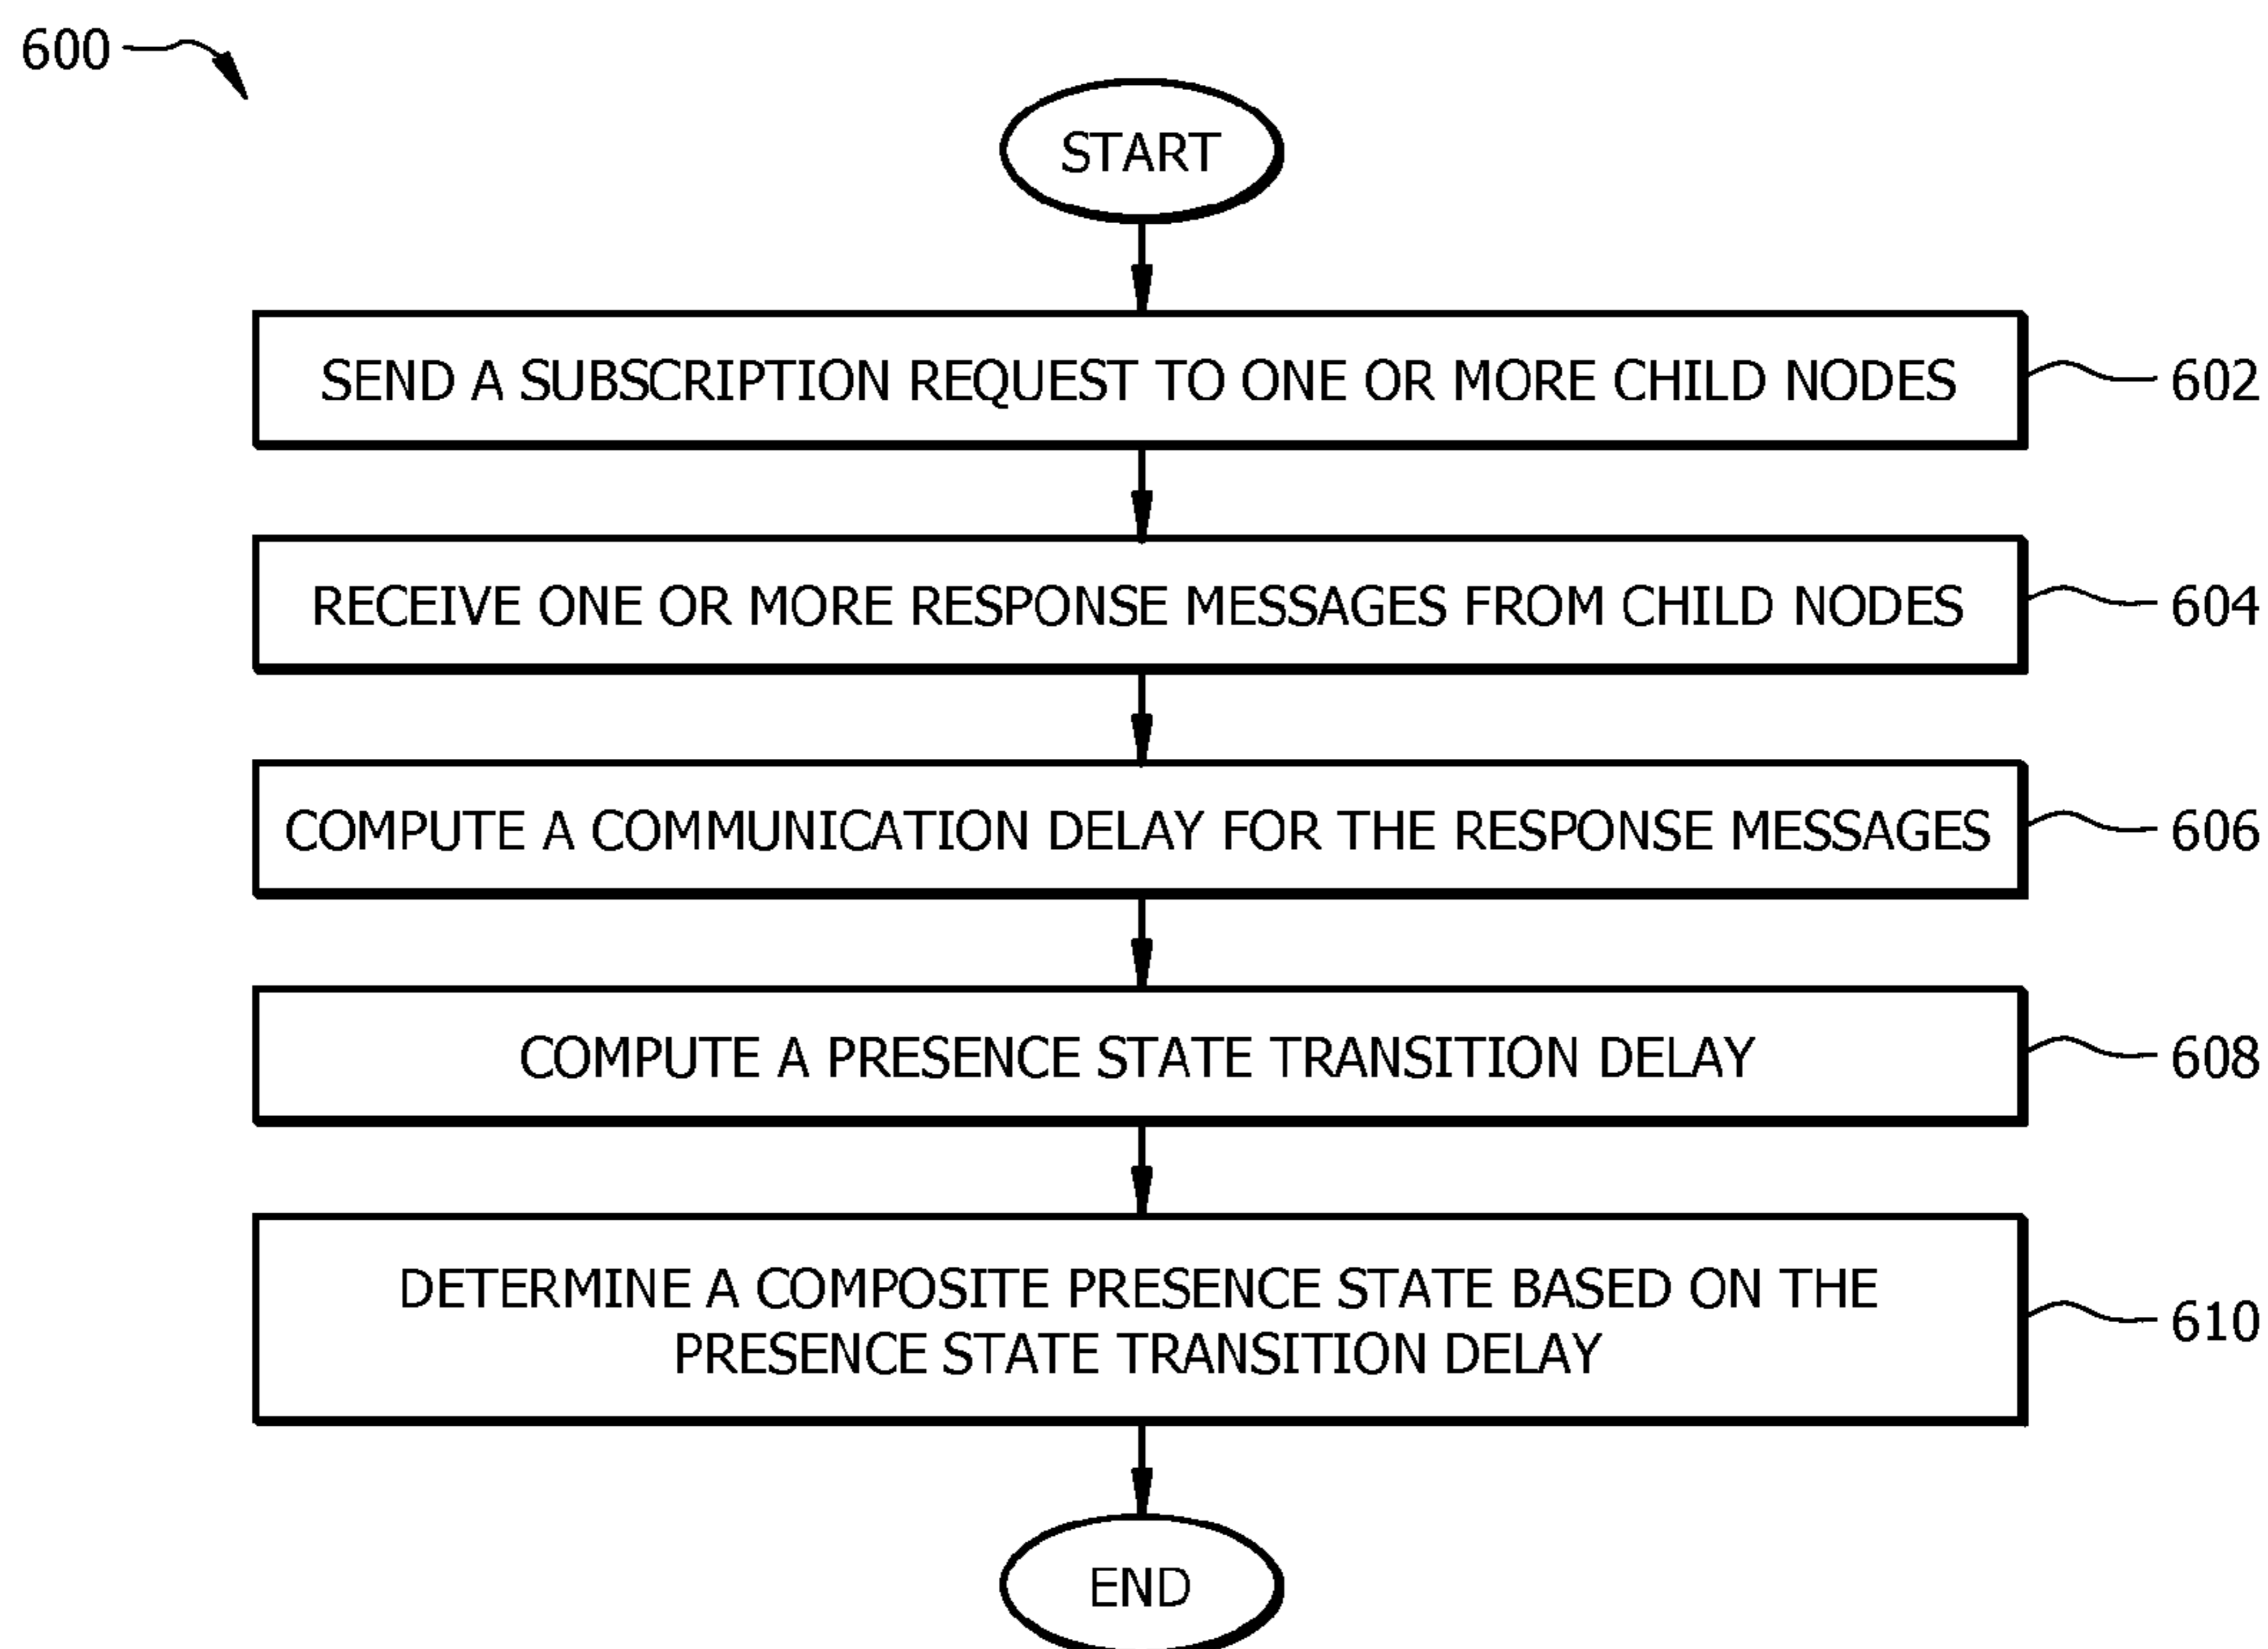 600
START
SEND A SUBSCRIPTION REQUEST TO ONE OR MORE CHILD NODES
602
RECEIVE ONE OR MORE RESPONSE MESSAGES FROM CHILD NODES
604
COMPUTE A COMMUNICATION DELAY FOR THE RESPONSE MESSAGES
606
COMPUTE A PRESENCE STATE TRANSITION DELAY
608
DETERMINE A COMPOSITE PRESENCE STATE BASED ON THE
PRESENCE STATE TRANSITION DELAY
610
END